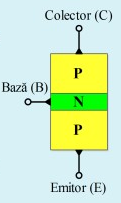 Colector (C)
P
Bază (B)
N
P
Emitor (E)